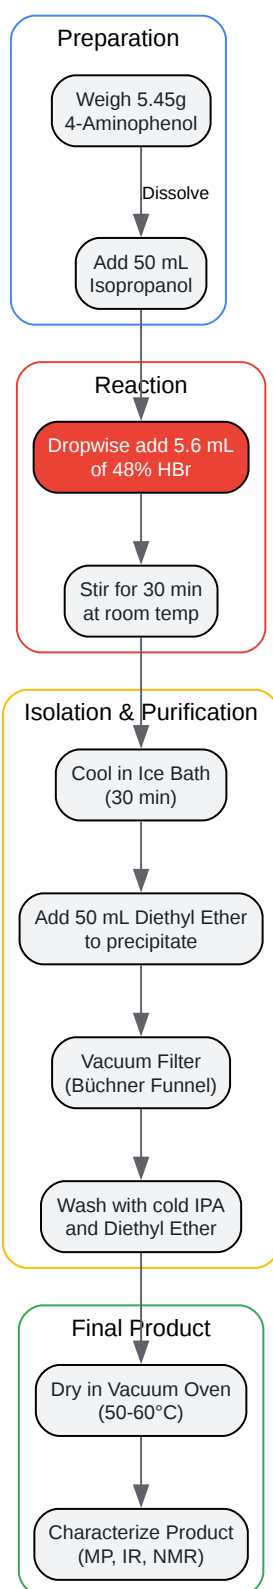 Preparation
Weigh 5.45g
4-Aminophenol
Dissolve
Add 50 mL
Isopropanol
Reaction
Dropwise add 5.6 mL
of 48% HBr
Stir for 30 min
at room temp
Isolation & Purification
Cool in Ice Bath
(30 min)
Add 50 mL Diethyl Ether
to precipitate
Vacuum Filter
(Büchner Funnel)
Wash with cold IPA
and Diethyl Ether
Final Product
Dry in Vacuum Oven
(50-60°C)
Characterize Product
(MP, IR, NMR)